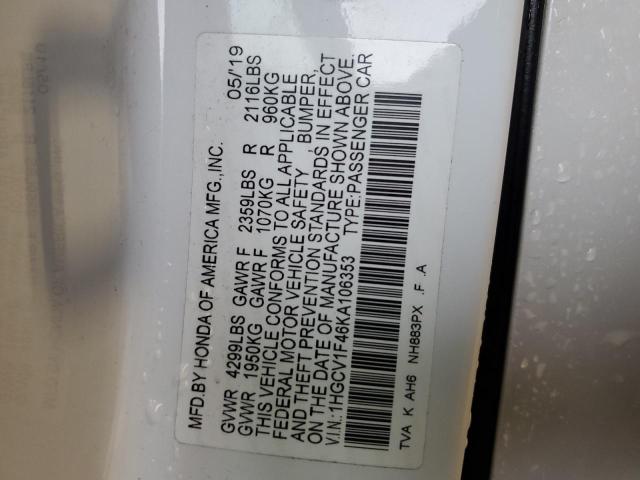 MFD.BY HONDA OF AMERICA MFG.,INC. 05/19
GVWR 4299LBS GAWR F 2359LBS R 2116LBS
GVWR 1950KG GAWR F 1070KG R 960KG
THIS VEHICLE CONFORMS TO ALL APPLICABLE
FEDERAL MOTOR VEHICLE SAFETY , BUMPER,
AND THEFT PREVENTION STANDARDS IN EFFECT
ON THE DATE OF MANUFACTURE SHOWN ABOVE.
V.I.N.:1HGCV1F46KA106353 TYPE:PASSENGER CAR
TVA K AH6 NH883PX .F .A